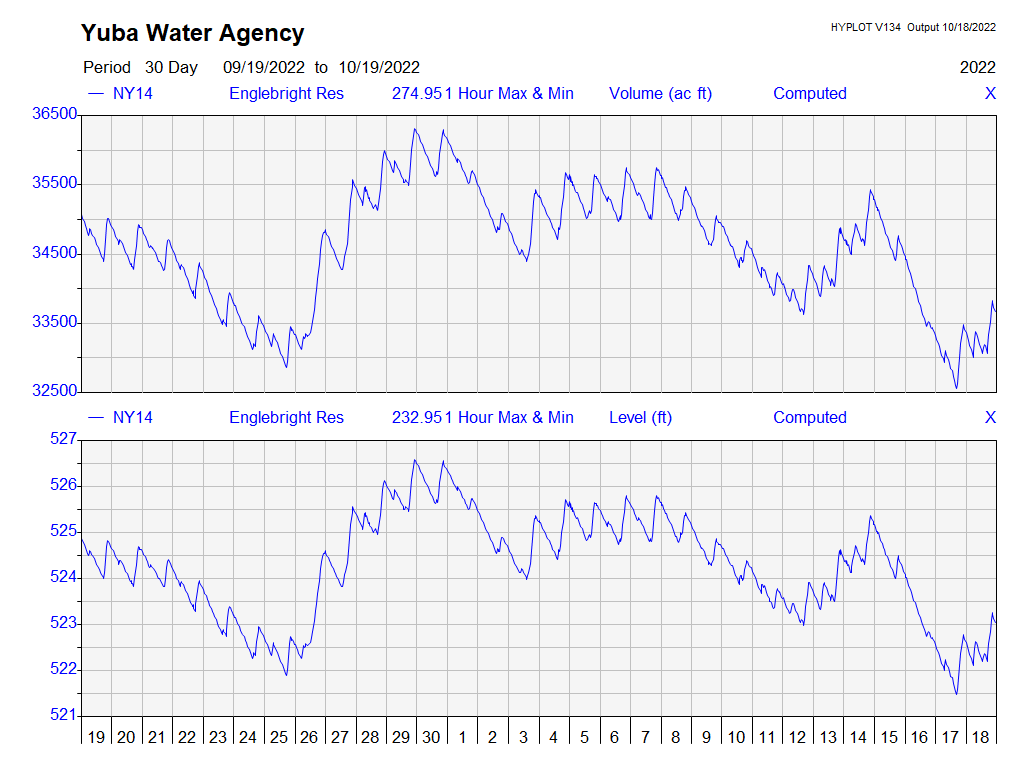 Yuba Water Agency
HYPLOT V134 Output 10/18/2022
Period 30 Day 09/19/2022 to 10/19/2022
2022
NY14 Englebright Res 274.951 Hour Max & Min Volume (ac ft) Computed X
36500
35500
34500
33500
32500
NY14 Englebright Res 232.951 Hour Max & Min Level (ft) Computed X
527
526
525
524
523
522
521
19 20 21 22 23 24 25 26 27 28 29 30 1 2 3 4 5 6 7 8 9 10 11 12 13 14 15 16 17 18